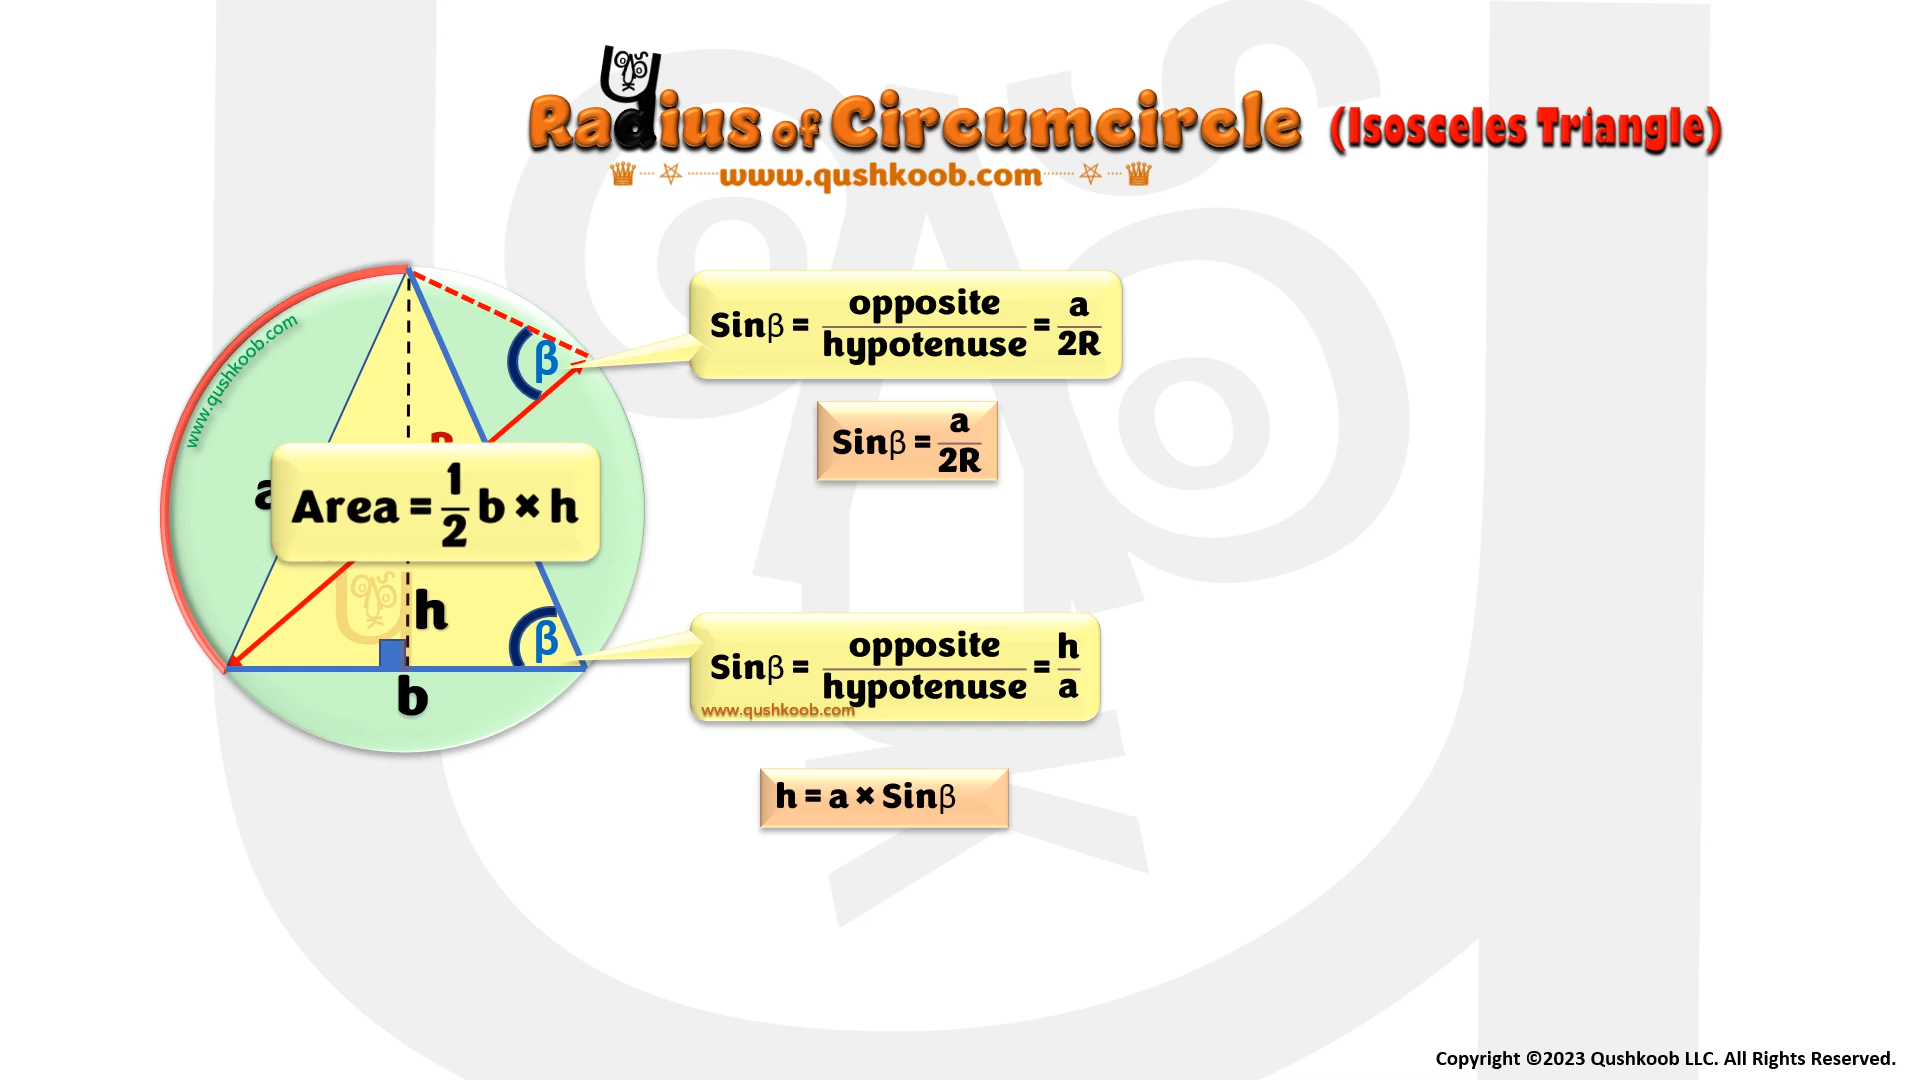 Radius of Circumcircle (Isosceles Triangle)
www.qushkoob.com
www.qushkoob.com
Sinβ = opposite/hypotenuse = a/2R
β
Sinβ = a/2R
a
Area = 1/2 b × h
h
β
b
Sinβ = opposite/hypotenuse = h/a
www.qushkoob.com
h = a × Sinβ
Copyright ©2023 Qushkoob LLC. All Rights Reserved.